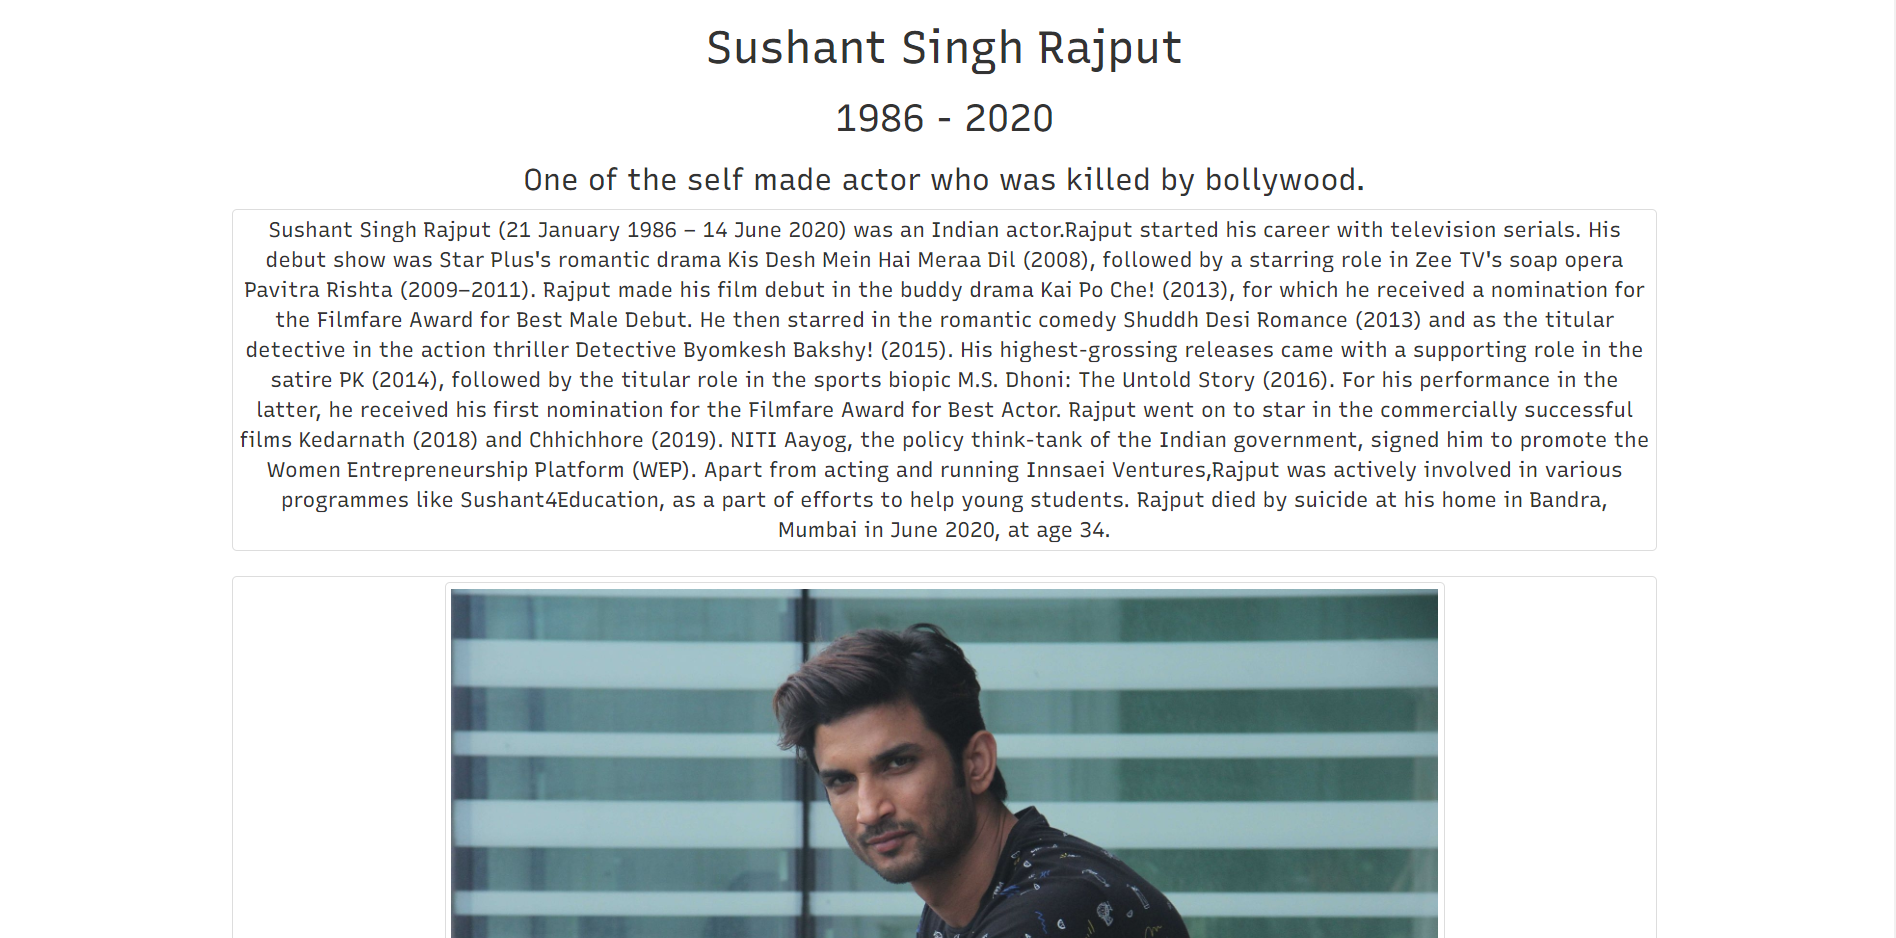 Sushant Singh Rajput
1986 - 2020
One of the self made actor who was killed by bollywood.
Sushant Singh Rajput (21 January 1986 – 14 June 2020) was an Indian actor.Rajput started his career with television serials. His
debut show was Star Plus's romantic drama Kis Desh Mein Hai Meraa Dil (2008), followed by a starring role in Zee TV's soap opera
Pavitra Rishta (2009–2011). Rajput made his film debut in the buddy drama Kai Po Che! (2013), for which he received a nomination for
the Filmfare Award for Best Male Debut. He then starred in the romantic comedy Shuddh Desi Romance (2013) and as the titular
detective in the action thriller Detective Byomkesh Bakshy! (2015). His highest-grossing releases came with a supporting role in the
satire PK (2014), followed by the titular role in the sports biopic M.S. Dhoni: The Untold Story (2016). For his performance in the
latter, he received his first nomination for the Filmfare Award for Best Actor. Rajput went on to star in the commercially successful
films Kedarnath (2018) and Chhichhore (2019). NITI Aayog, the policy think-tank of the Indian government, signed him to promote the
Women Entrepreneurship Platform (WEP). Apart from acting and running Innsaei Ventures,Rajput was actively involved in various
programmes like Sushant4Education, as a part of efforts to help young students. Rajput died by suicide at his home in Bandra,
Mumbai in June 2020, at age 34.